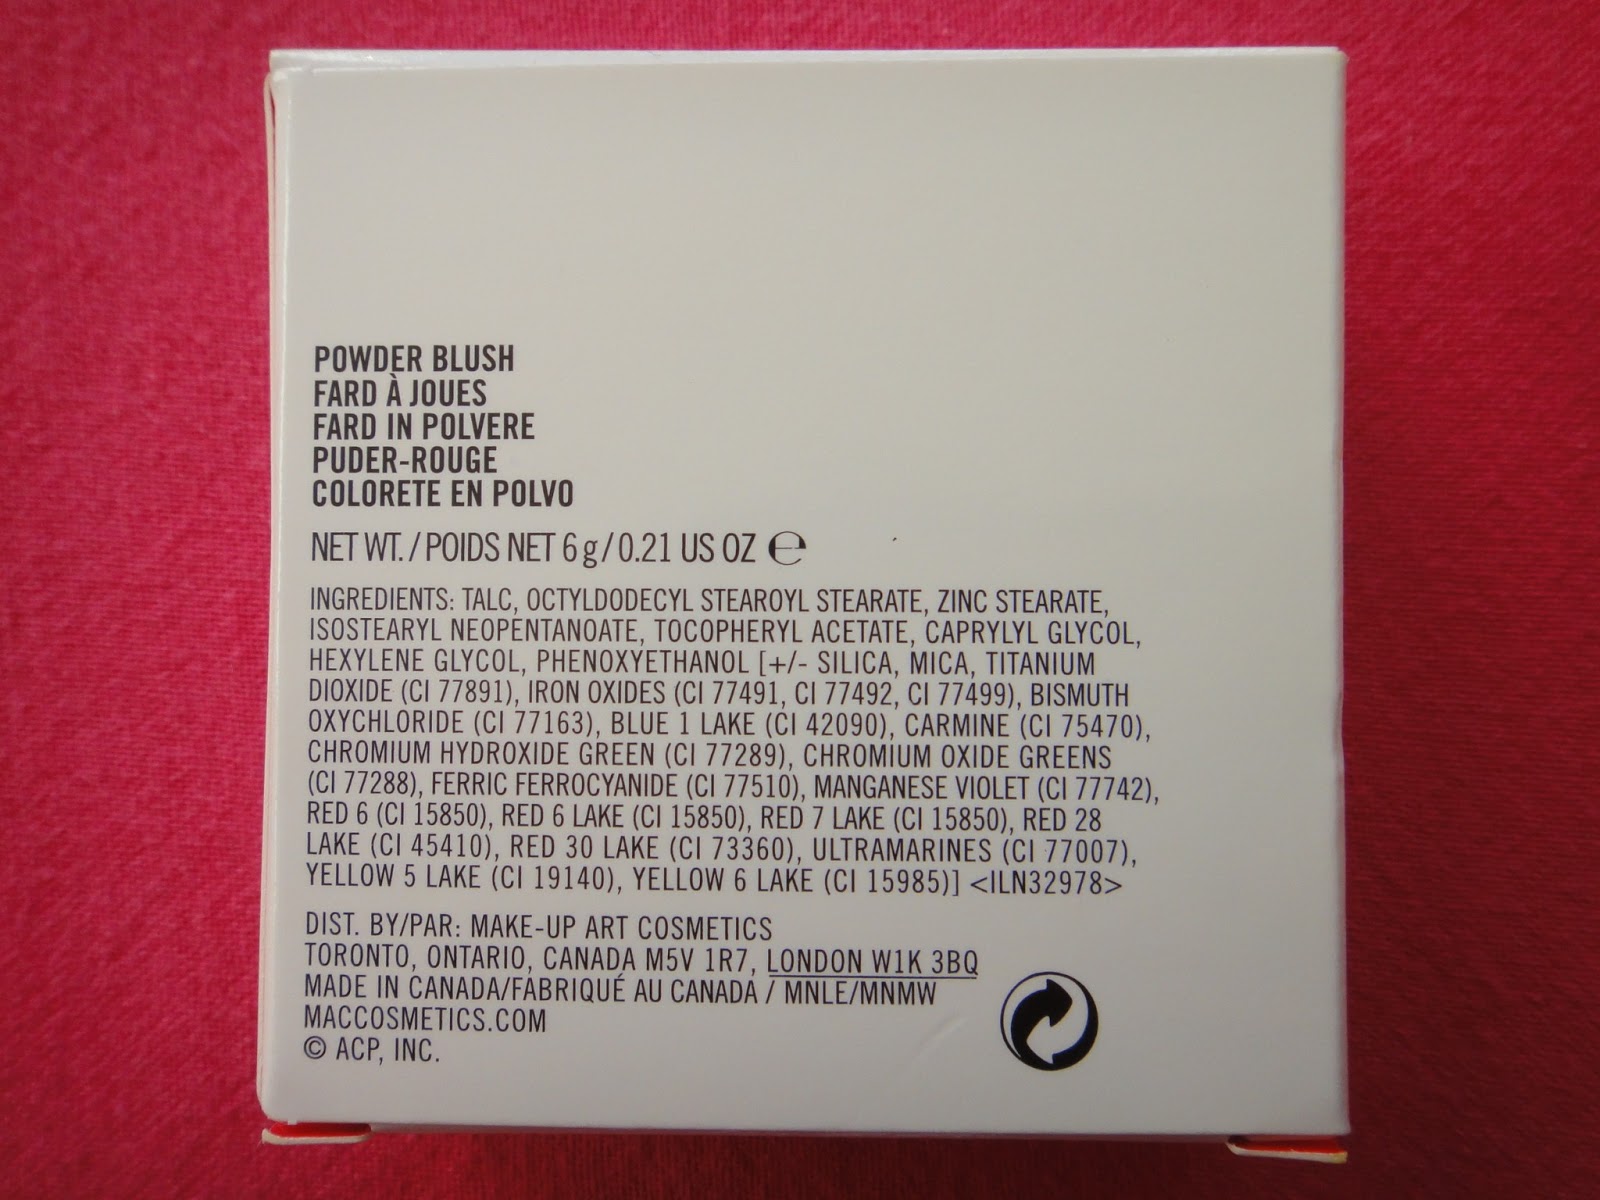 POWDER BLUSH
FARD À JOUES
FARD IN POLVERE
PUDER-ROUGE
COLORETE EN POLVO
NET WT. / POIDS NET 6 g / 0.21 US OZ ℮
INGREDIENTS: TALC, OCTYLDODECYL STEAROYL STEARATE, ZINC STEARATE,
ISOSTEARYL NEOPENTANOATE, TOCOPHERYL ACETATE, CAPRYLYL GLYCOL,
HEXYLENE GLYCOL, PHENOXYETHANOL [+/- SILICA, MICA, TITANIUM
DIOXIDE (CI 77891), IRON OXIDES (CI 77491, CI 77492, CI 77499), BISMUTH
OXYCHLORIDE (CI 77163), BLUE 1 LAKE (CI 42090), CARMINE (CI 75470),
CHROMIUM HYDROXIDE GREEN (CI 77289), CHROMIUM OXIDE GREENS
(CI 77288), FERRIC FERROCYANIDE (CI 77510), MANGANESE VIOLET (CI 77742),
RED 6 (CI 15850), RED 6 LAKE (CI 15850), RED 7 LAKE (CI 15850), RED 28
LAKE (CI 45410), RED 30 LAKE (CI 73360), ULTRAMARINES (CI 77007),
YELLOW 5 LAKE (CI 19140), YELLOW 6 LAKE (CI 15985)] <ILN32978>
DIST. BY/PAR: MAKE-UP ART COSMETICS
TORONTO, ONTARIO, CANADA M5V 1R7, LONDON W1K 3BQ
MADE IN CANADA/FABRIQUÉ AU CANADA / MNLE/MNMW
MACCOSMETICS.COM
© ACP, INC.